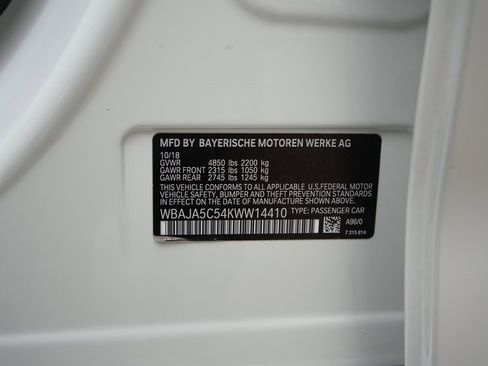 MFD BY BAYERISCHE MOTOREN WERKE AG
10/18
GVWR 4850 lbs 2200 kg
GAWR FRONT 2315 lbs 1050 kg
GAWR REAR 2745 lbs 1245 kg
THIS VEHICLE CONFORMS TO ALL APPLICABLE U.S.FEDERAL MOTOR
VEHICLE SAFETY, BUMPER, AND THEFT PREVENTION STANDARDS
IN EFFECT ON THE DATE OF MANUFACTURE SHOWN ABOVE.
WBAJA5C54KWW14410 TYPE: PASSENGER CAR
A96/0
7 315 814